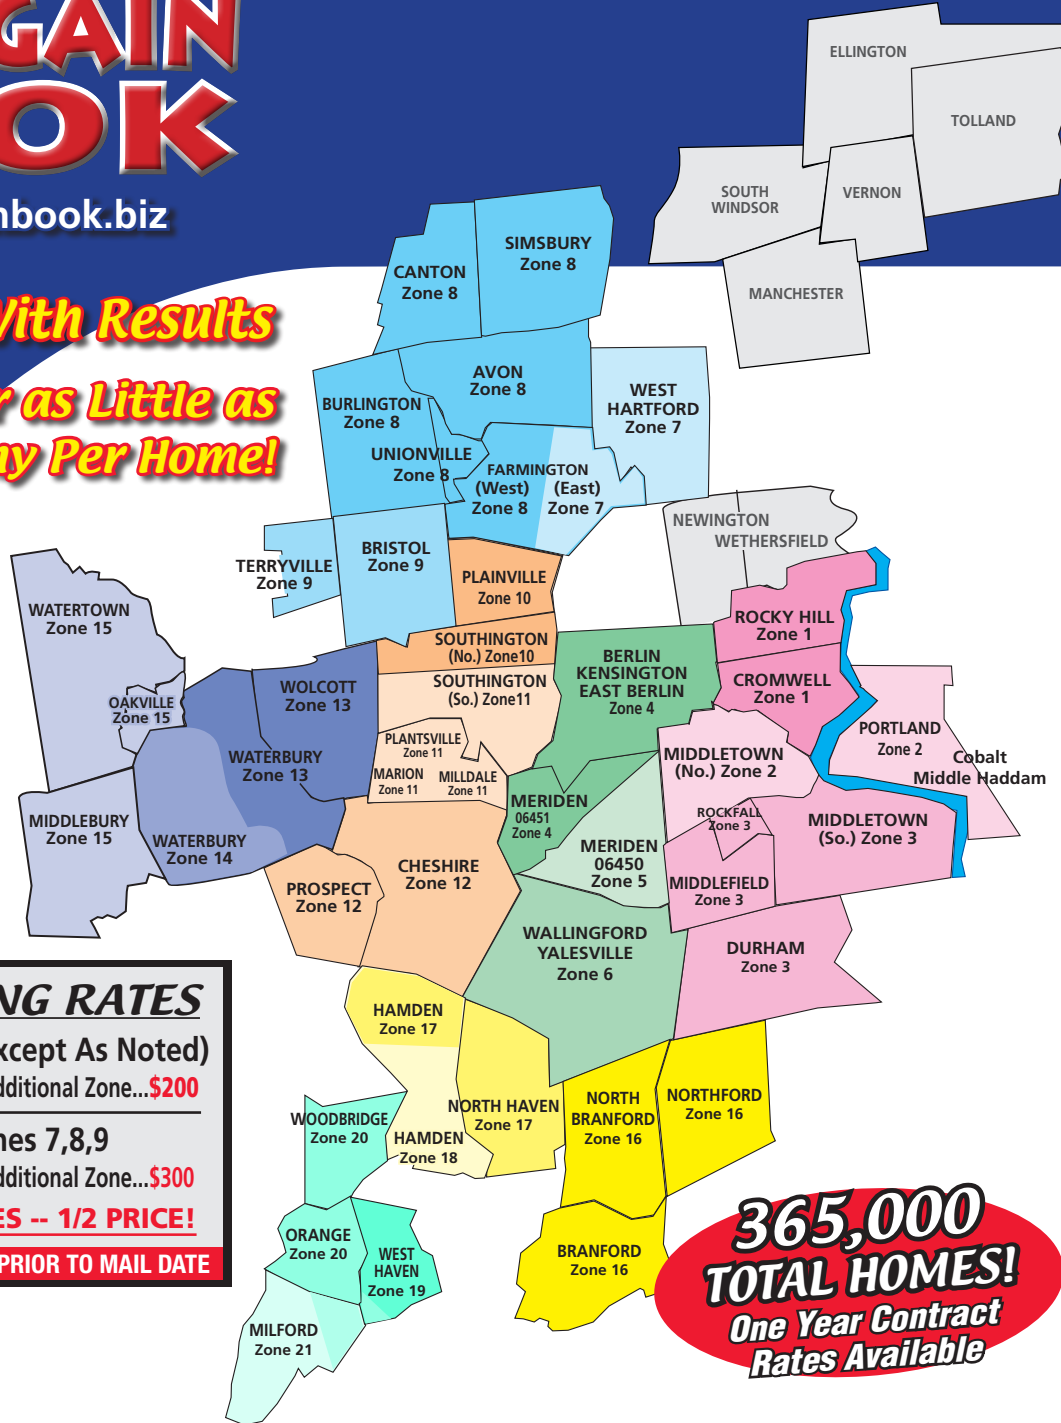 GAIN
OK
nbook.biz
With Results
r as Little as
ny Per Home!
ELLINGTON
TOLLAND
SOUTH
WINDSOR
VERNON
MANCHESTER
SIMSBURY
Zone 8
CANTON
Zone 8
AVON
Zone 8
WEST
HARTFORD
Zone 7
BURLINGTON
Zone 8
UNIONVILLE
Zone 8
FARMINGTON
(West) (East)
Zone 8 Zone 7
NEWINGTON
WETHERSFIELD
TERRYVILLE
Zone 9
BRISTOL
Zone 9
PLAINVILLE
Zone 10
WATERTOWN
Zone 15
ROCKY HILL
Zone 1
SOUTHINGTON
(No.) Zone10
BERLIN
KENSINGTON
EAST BERLIN
Zone 4
CROMWELL
Zone 1
SOUTHINGTON
(So.) Zone11
WOLCOTT
Zone 13
OAKVILLE
Zone 15
PORTLAND
Zone 2
Cobalt
Middle Haddam
PLANTSVILLE
Zone 11
MARION
Zone 11
MILLDALE
Zone 11
WATERBURY
Zone 13
MIDDLETOWN
(No.) Zone 2
MERIDEN
06451
Zone 4
ROCKFALL
Zone 3
MIDDLETOWN
(So.) Zone 3
MIDDLEBURY
Zone 15
WATERBURY
Zone 14
CHESHIRE
Zone 12
MERIDEN
06450
Zone 5
PROSPECT
Zone 12
MIDDLEFIELD
Zone 3
WALLINGFORD
YALESVILLE
Zone 6
DURHAM
Zone 3
NG RATES
xcept As Noted)
dditional Zone...$200
nes 7,8,9
dditional Zone...$300
ES -- 1/2 PRICE!
PRIOR TO MAIL DATE
HAMDEN
Zone 17
NORTH HAVEN
Zone 17
NORTH
BRANFORD
Zone 16
NORTHFORD
Zone 16
WOODBRIDGE
Zone 20
HAMDEN
Zone 18
ORANGE
Zone 20
WEST
HAVEN
Zone 19
BRANFORD
Zone 16
MILFORD
Zone 21
365,000
TOTAL HOMES!
One Year Contract
Rates Available